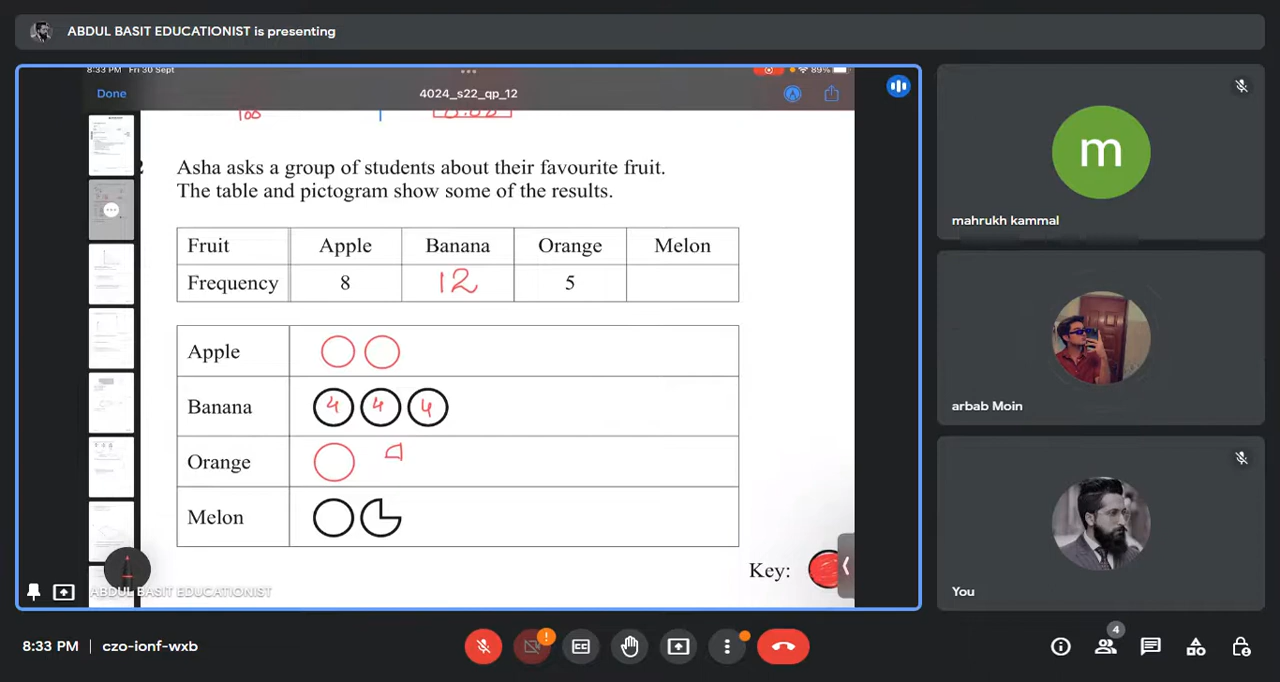 ABDUL BASIT EDUCATIONIST is presenting
8:33 PM Fri 30 Sept
89%
Done
4024_s22_qp_12
100
Asha asks a group of students about their favourite fruit.
The table and pictogram show some of the results.
Fruit Apple Banana Orange Melon
Frequency 8 12 5
Apple
Banana 4 4 4
Orange
Melon
Key:
ABDUL BASIT EDUCATIONIST
m
mahrukh kammal
arbab Moin
You
8:33 PM | czo-ionf-wxb
4